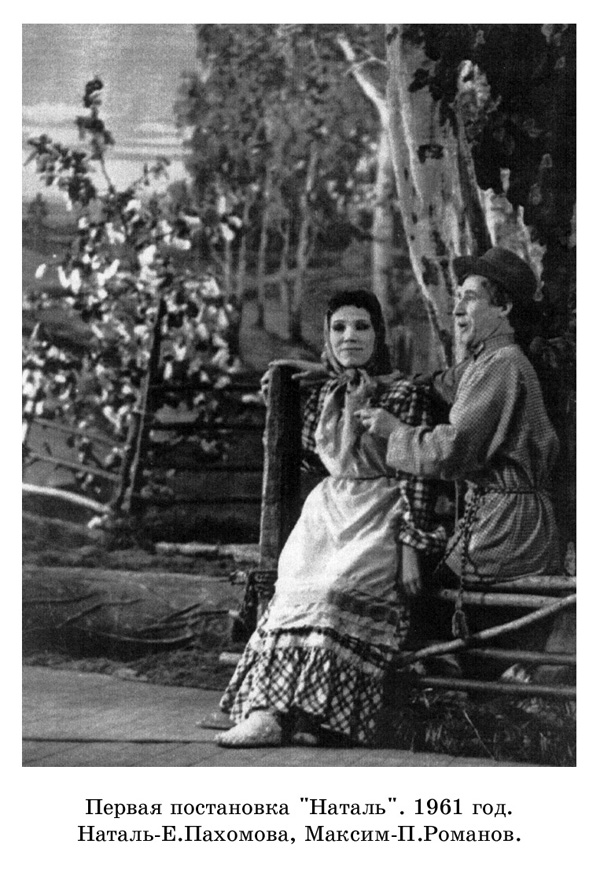 Первая постановка "Наталь". 1961 год.
Наталь-Е.Пахомова, Максим-П.Романов.